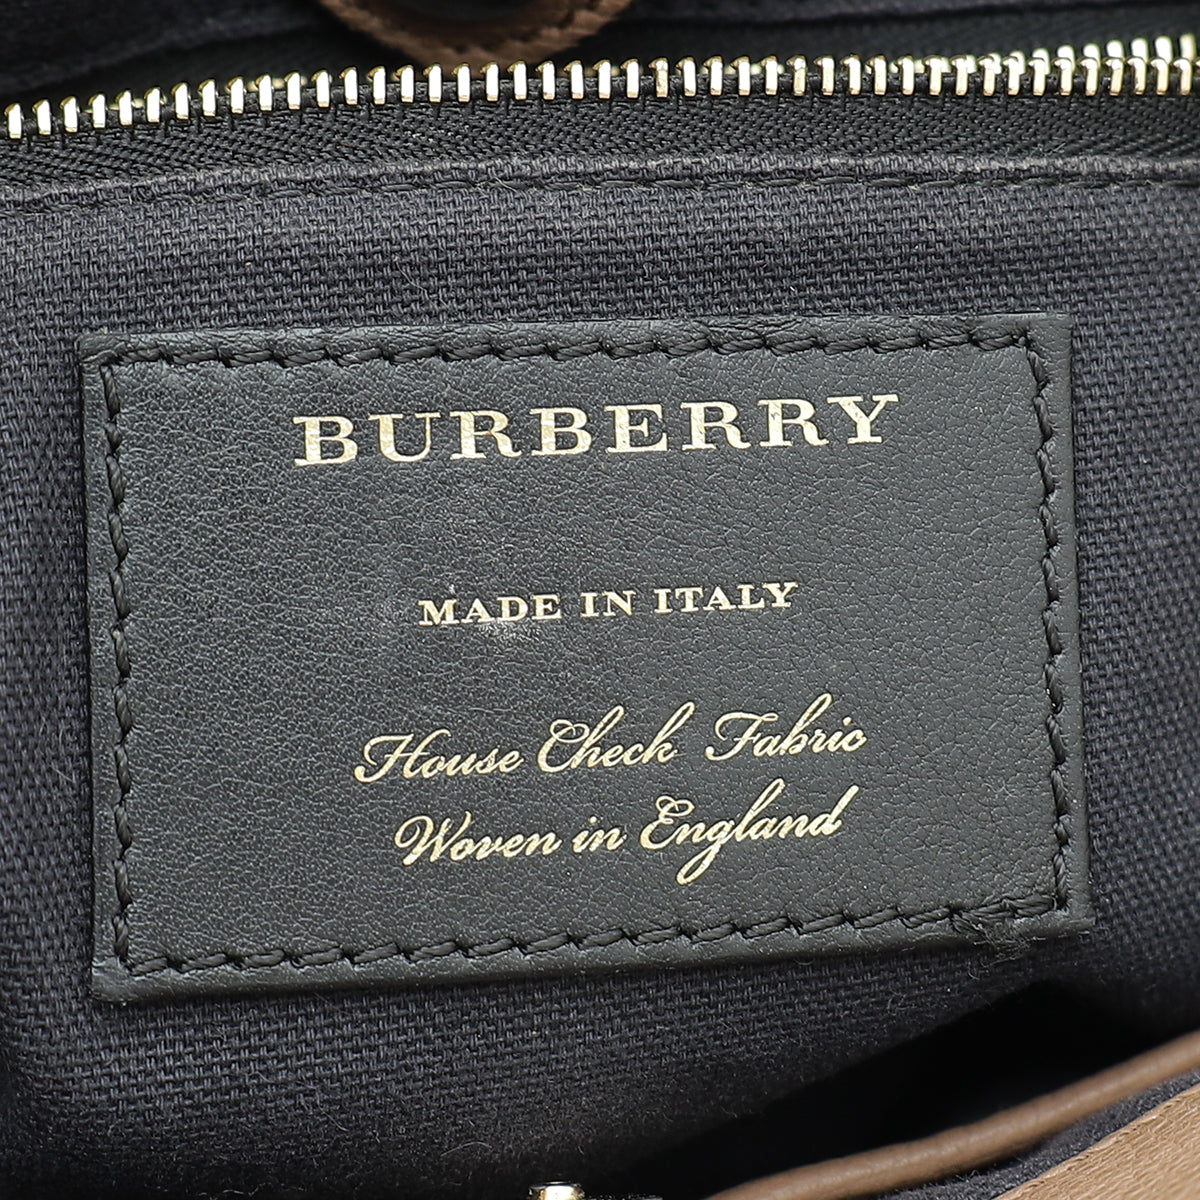 BURBERRY
MADE IN ITALY
House Check Fabric
Woven in England